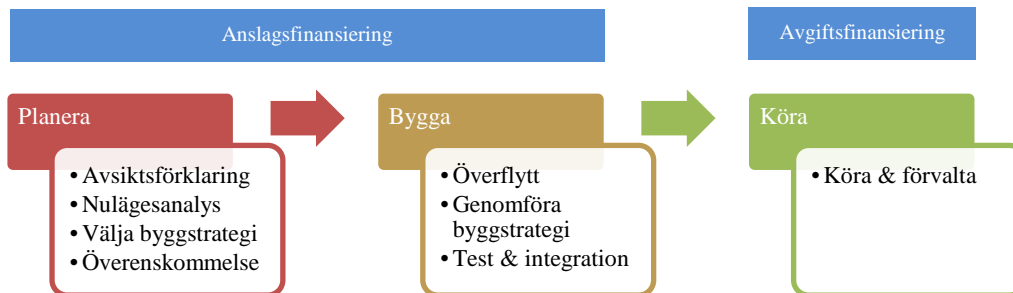 Anslagsfinansiering
Avgiftsfinansiering
Planera
• Avsiktsförklaring
• Nulägesanalys
• Välja byggstrategi
• Överenskommelse
Bygga
• Överflytt
• Genomföra
byggstrategi
• Test & integration
Köra
• Köra & förvalta